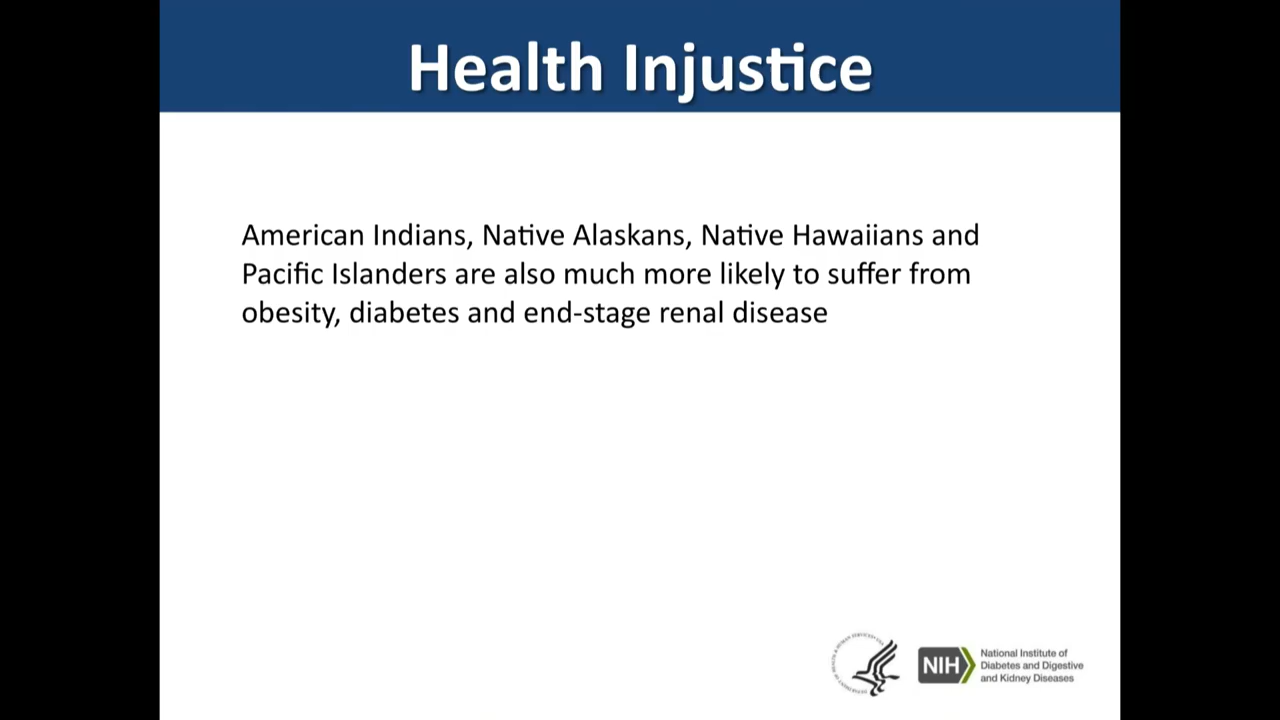 Health Injustice
American Indians, Native Alaskans, Native Hawaiians and
Pacific Islanders are also much more likely to suffer from
obesity, diabetes and end-stage renal disease
NIH
National Institute of
Diabetes and Digestive
and Kidney Diseases